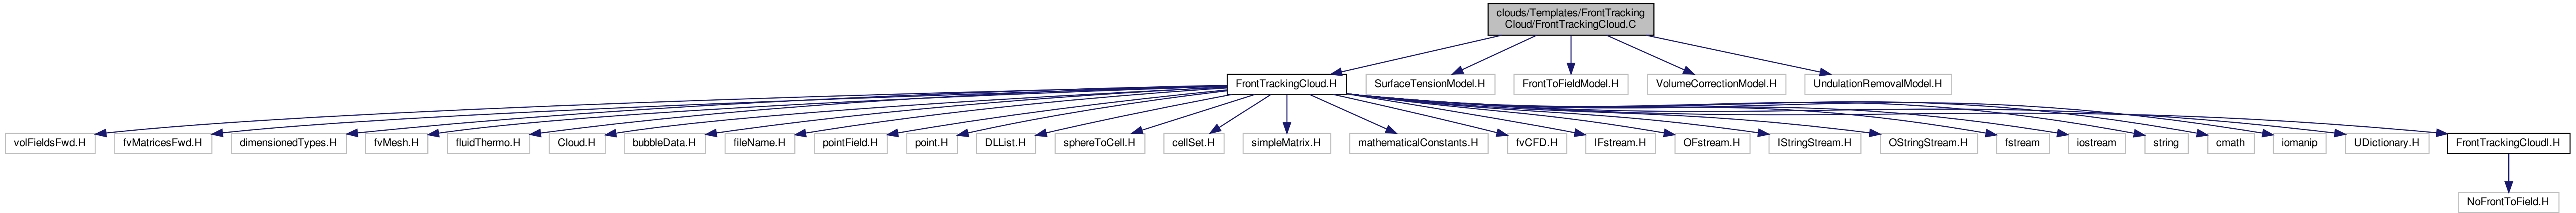 clouds/Templates/FrontTracking
Cloud/FrontTrackingCloud.C
FrontTrackingCloud.H
SurfaceTensionModel.H
FrontToFieldModel.H
VolumeCorrectionModel.H
UndulationRemovalModel.H
volFieldsFwd.H
fvMatricesFwd.H
dimensionedTypes.H
fvMesh.H
fluidThermo.H
Cloud.H
bubbleData.H
fileName.H
pointField.H
point.H
DLList.H
sphereToCell.H
cellSet.H
simpleMatrix.H
mathematicalConstants.H
fvCFD.H
IFstream.H
OFstream.H
IStringStream.H
OStringStream.H
fstream
iostream
string
cmath
iomanip
UDictionary.H
FrontTrackingCloudI.H
NoFrontToField.H